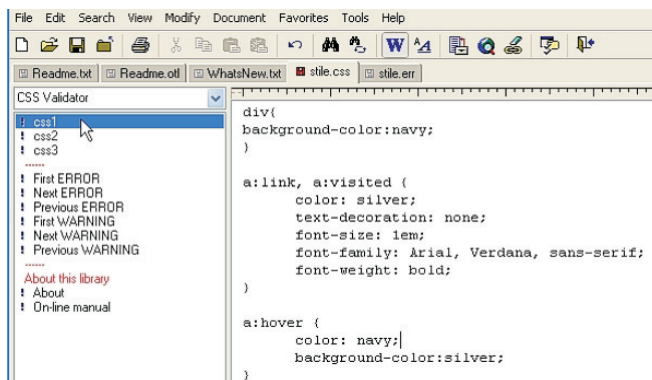 File Edit Search View Modify Document Favorites Tools Help
W
Readme.txt Readme.otl WhatsNew.txt stile.css stile.err
CSS Validator
! css1
! css2
! css3
------
! First ERROR
! Next ERROR
! Previous ERROR
! First WARNING
! Next WARNING
! Previous WARNING
------
About this library
! About
! On-line manual
div{
background-color:navy;
}
a:link, a:visited {
color: silver;
text-decoration: none;
font-size: 1em;
font-family: Arial, Verdana, sans-serif;
font-weight: bold;
}
a:hover {
color: navy;
background-color:silver;
}